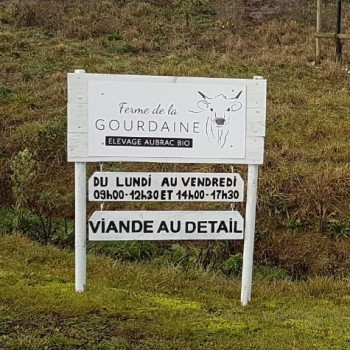 Ferme de la
GOURDAINE
ELEVAGE AUBRAC BIO
DU LUNDI AU VENDREDI
09h00-12h30 ET 14h00-17h30
VIANDE AU DETAIL